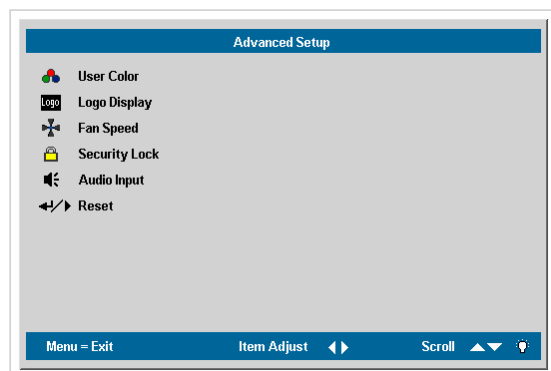 Advanced Setup
User Color
Logo Logo Display
Fan Speed
Security Lock
Audio Input
Reset
Menu = Exit Item Adjust Scroll